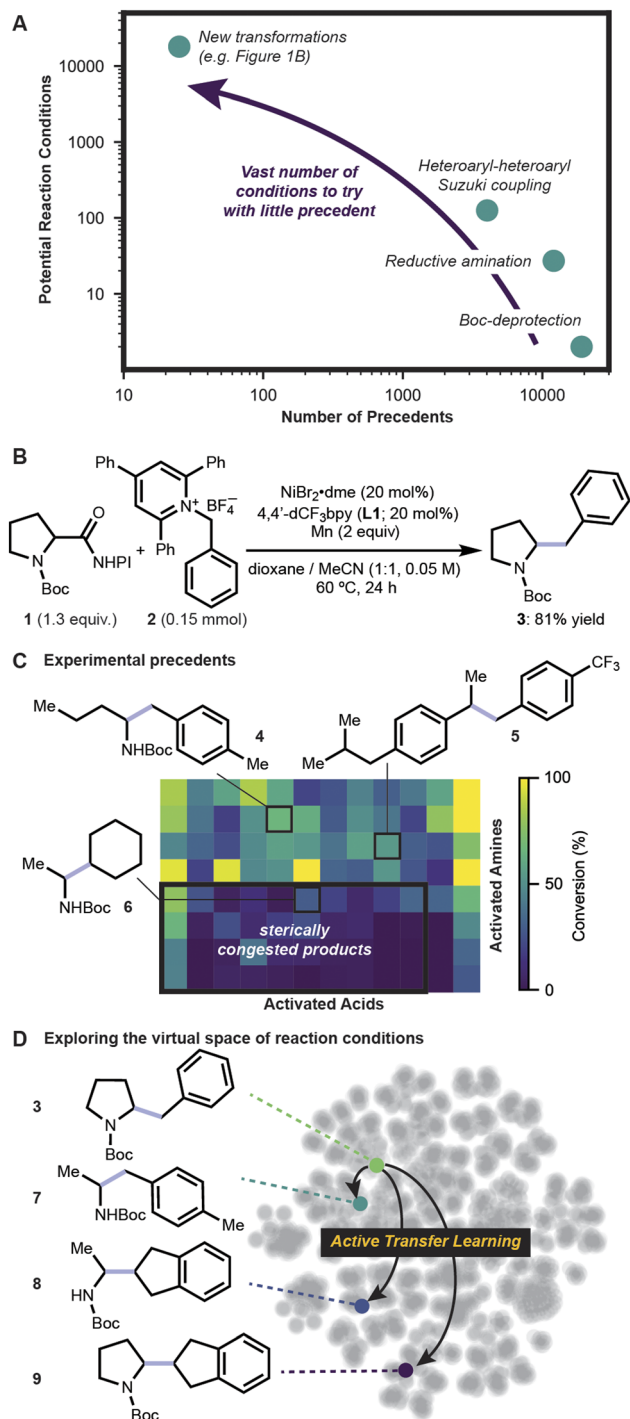 A
New transformations
(e.g. Figure 1B)
10000
1000
100
10
Potential Reaction Conditions
Vast number of
conditions to try
with little precedent
Heteroaryl-heteroaryl
Suzuki coupling
Reductive amination
Boc-deprotection
10
100
1000
10000
Number of Precedents
B
Ph
Ph
N+
BF4−
Ph
O
NHPI
N
Boc
+
1 (1.3 equiv.)
2 (0.15 mmol)
NiBr2•dme (20 mol%)
4,4'-dCF3bpy (L1; 20 mol%)
Mn (2 equiv)
dioxane / MeCN (1:1, 0.05 M)
60 ºC, 24 h
N
Boc
3: 81% yield
C Experimental precedents
Me
NHBoc
4
Me
Me
Me
Me
CF3
5
Me
NHBoc
6
sterically
congested products
Activated Acids
Activated Amines
100
50
0
Conversion (%)
D Exploring the virtual space of reaction conditions
3
N
Boc
7
Me
NHBoc
Me
8
Me
HN
Boc
9
N
Boc
Active Transfer Learning